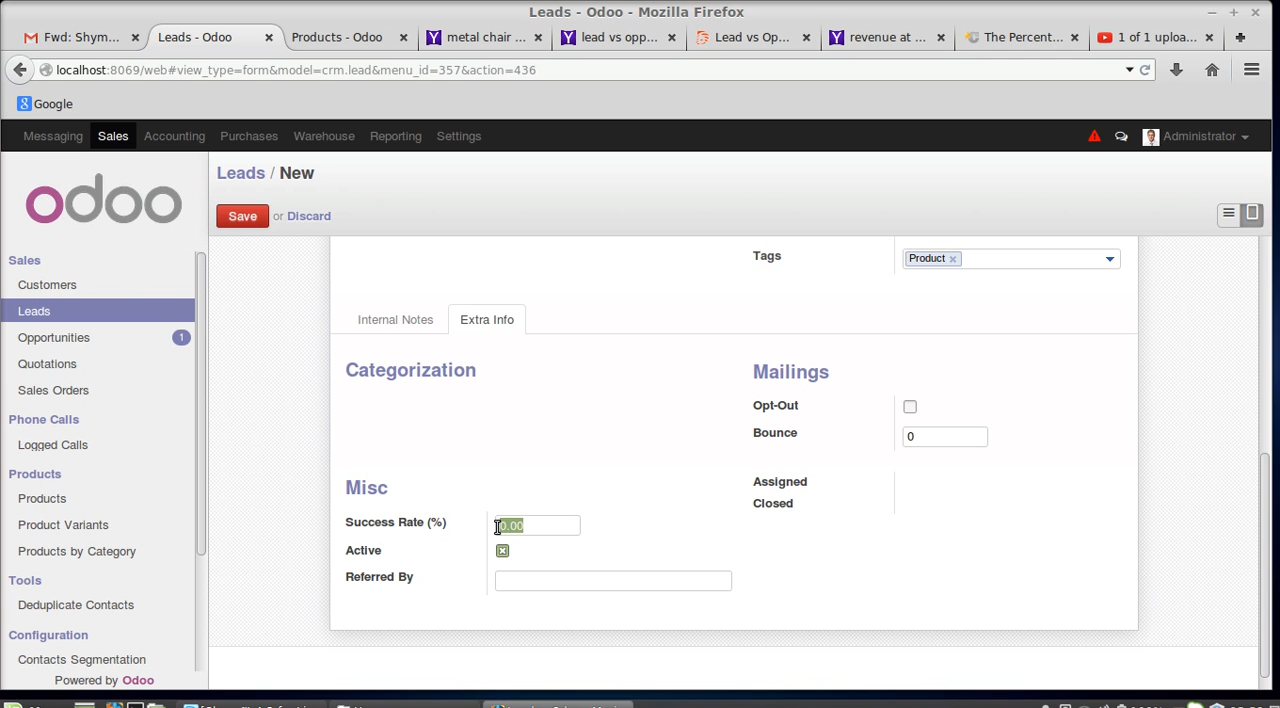 Leads - Odoo - Mozilla Firefox
Fwd: Shym...
Leads - Odoo
Products - Odoo
metal chair ...
lead vs opp...
Lead vs Op...
revenue at ...
The Percent...
1 of 1 uploa...
localhost:8069/web#view_type=form&model=crm.lead&menu_id=357&action=436
Google
Messaging
Sales
Accounting
Purchases
Warehouse
Reporting
Settings
Administrator
odoo
Leads / New
Save or Discard
Sales
Customers
Leads
Opportunities 1
Quotations
Sales Orders
Phone Calls
Logged Calls
Products
Products
Product Variants
Products by Category
Tools
Deduplicate Contacts
Configuration
Contacts Segmentation
Powered by Odoo
Tags Product
Internal Notes
Extra Info
Categorization
Mailings
Opt-Out
Bounce 0
Misc
Assigned
Closed
Success Rate (%) 0.00
Active
Referred By